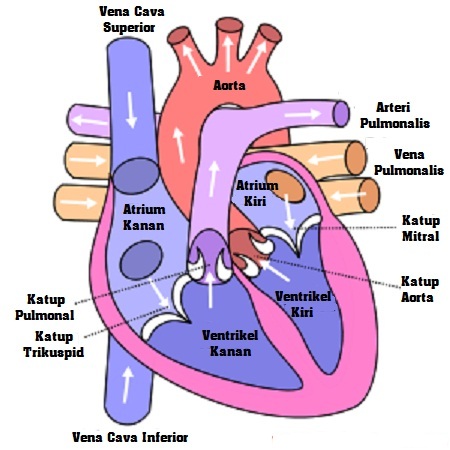 Vena Cava
Superior
Aorta
Arteri
Pulmonalis
Vena
Pulmonalis
Atrium
Kiri
Atrium
Kanan
Katup
Mitral
Katup
Aorta
Katup
Pulmonal
Ventrikel
Kiri
Katup
Trikuspid
Ventrikel
Kanan
Vena Cava Inferior